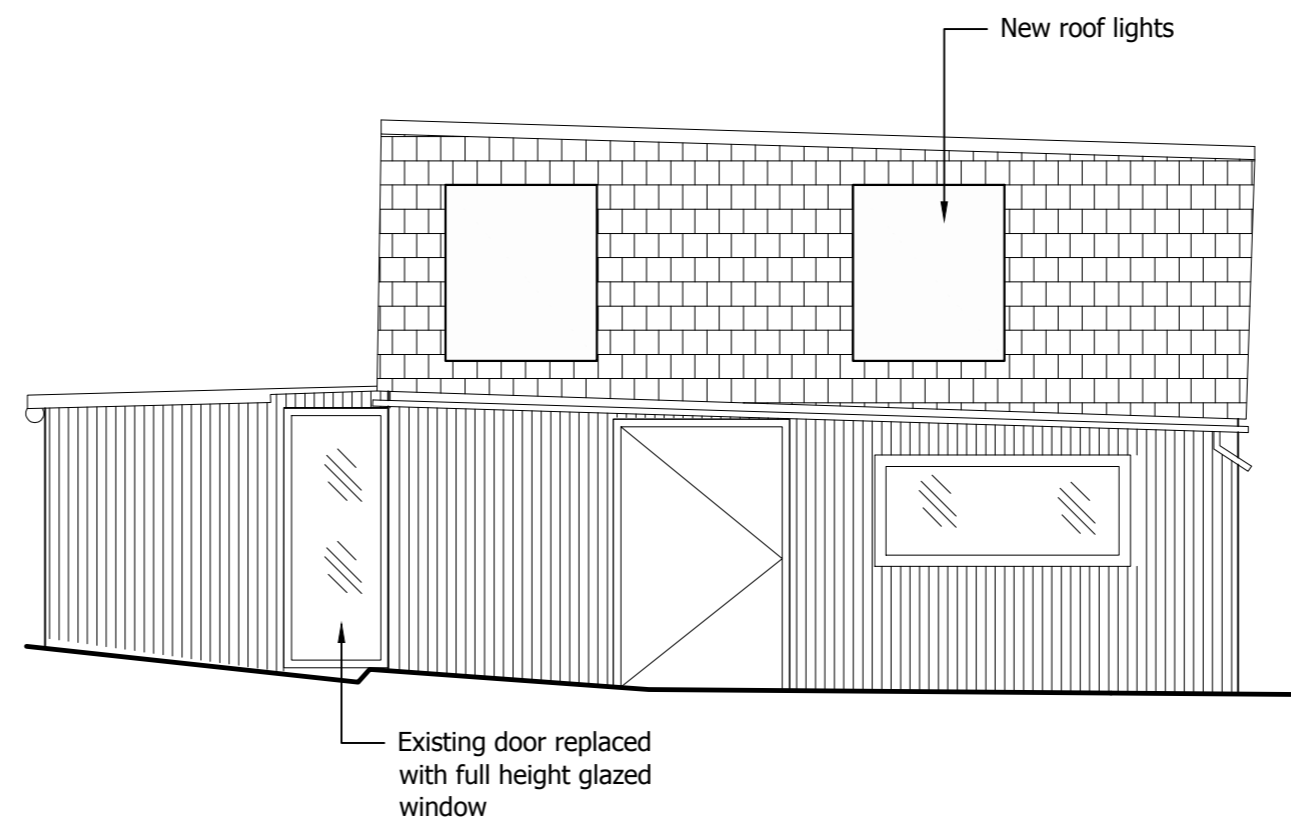 New roof lights
Existing door replaced
with full height glazed
window